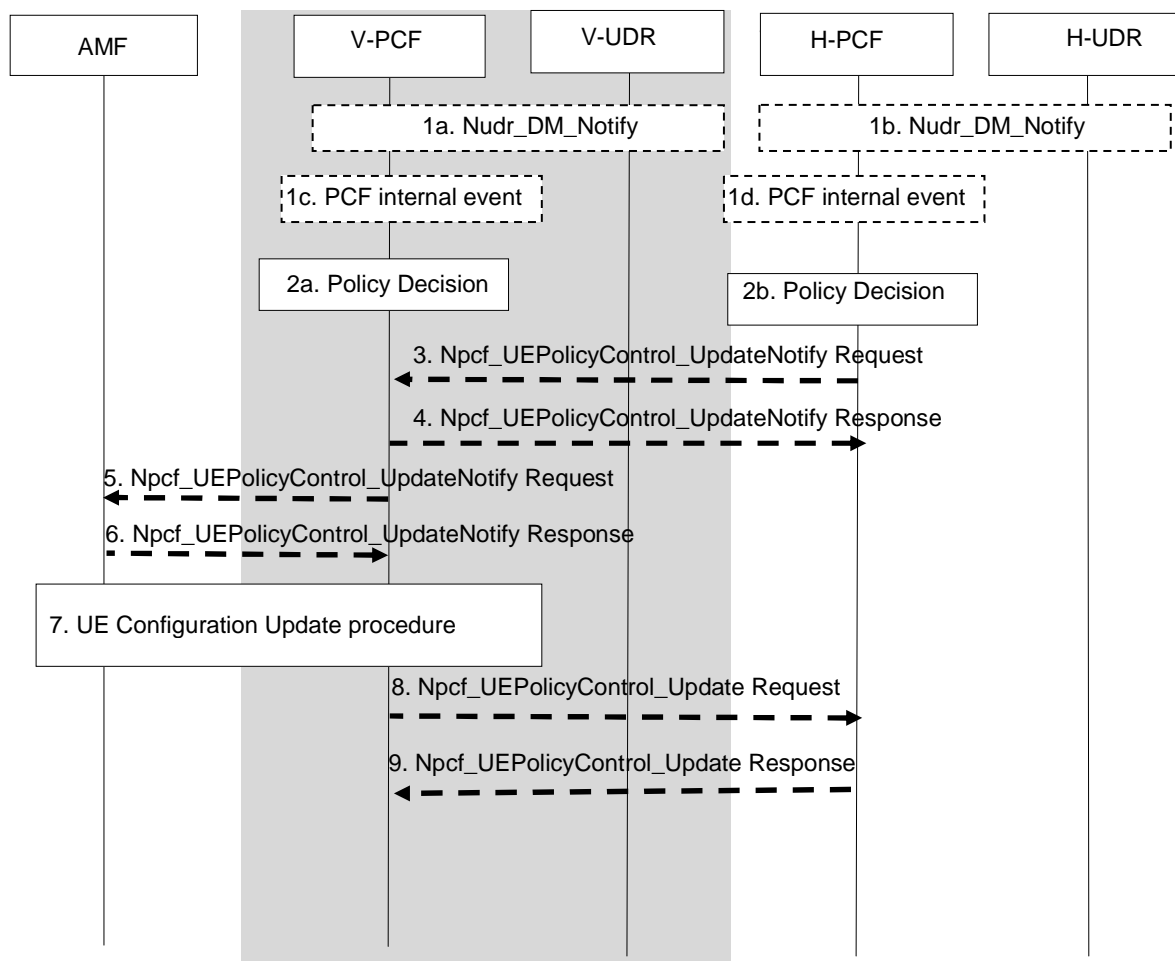 AMF
V-PCF
V-UDR
H-PCF
H-UDR
1a. Nudr_DM_Notify
1b. Nudr_DM_Notify
1c. PCF internal event
1d. PCF internal event
2a. Policy Decision
2b. Policy Decision
3. Npcf_UEPolicyControl_UpdateNotify Request
4. Npcf_UEPolicyControl_UpdateNotify Response
5. Npcf_UEPolicyControl_UpdateNotify Request
6. Npcf_UEPolicyControl_UpdateNotify Response
7. UE Configuration Update procedure
8. Npcf_UEPolicyControl_Update Request
9. Npcf_UEPolicyControl_Update Response